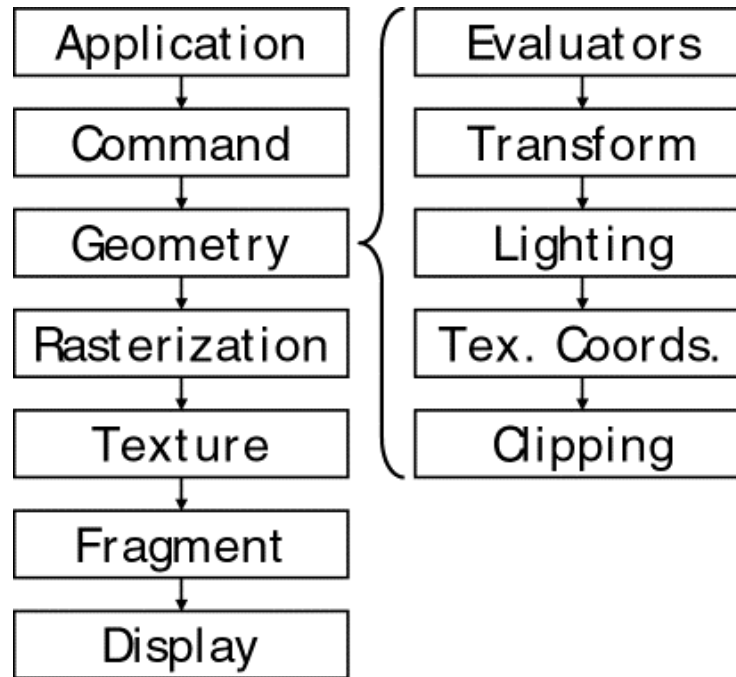 Application
Command
Geometry
Rasterization
Texture
Fragment
Display
Evaluators
Transform
Lighting
Tex. Coords.
Clipping